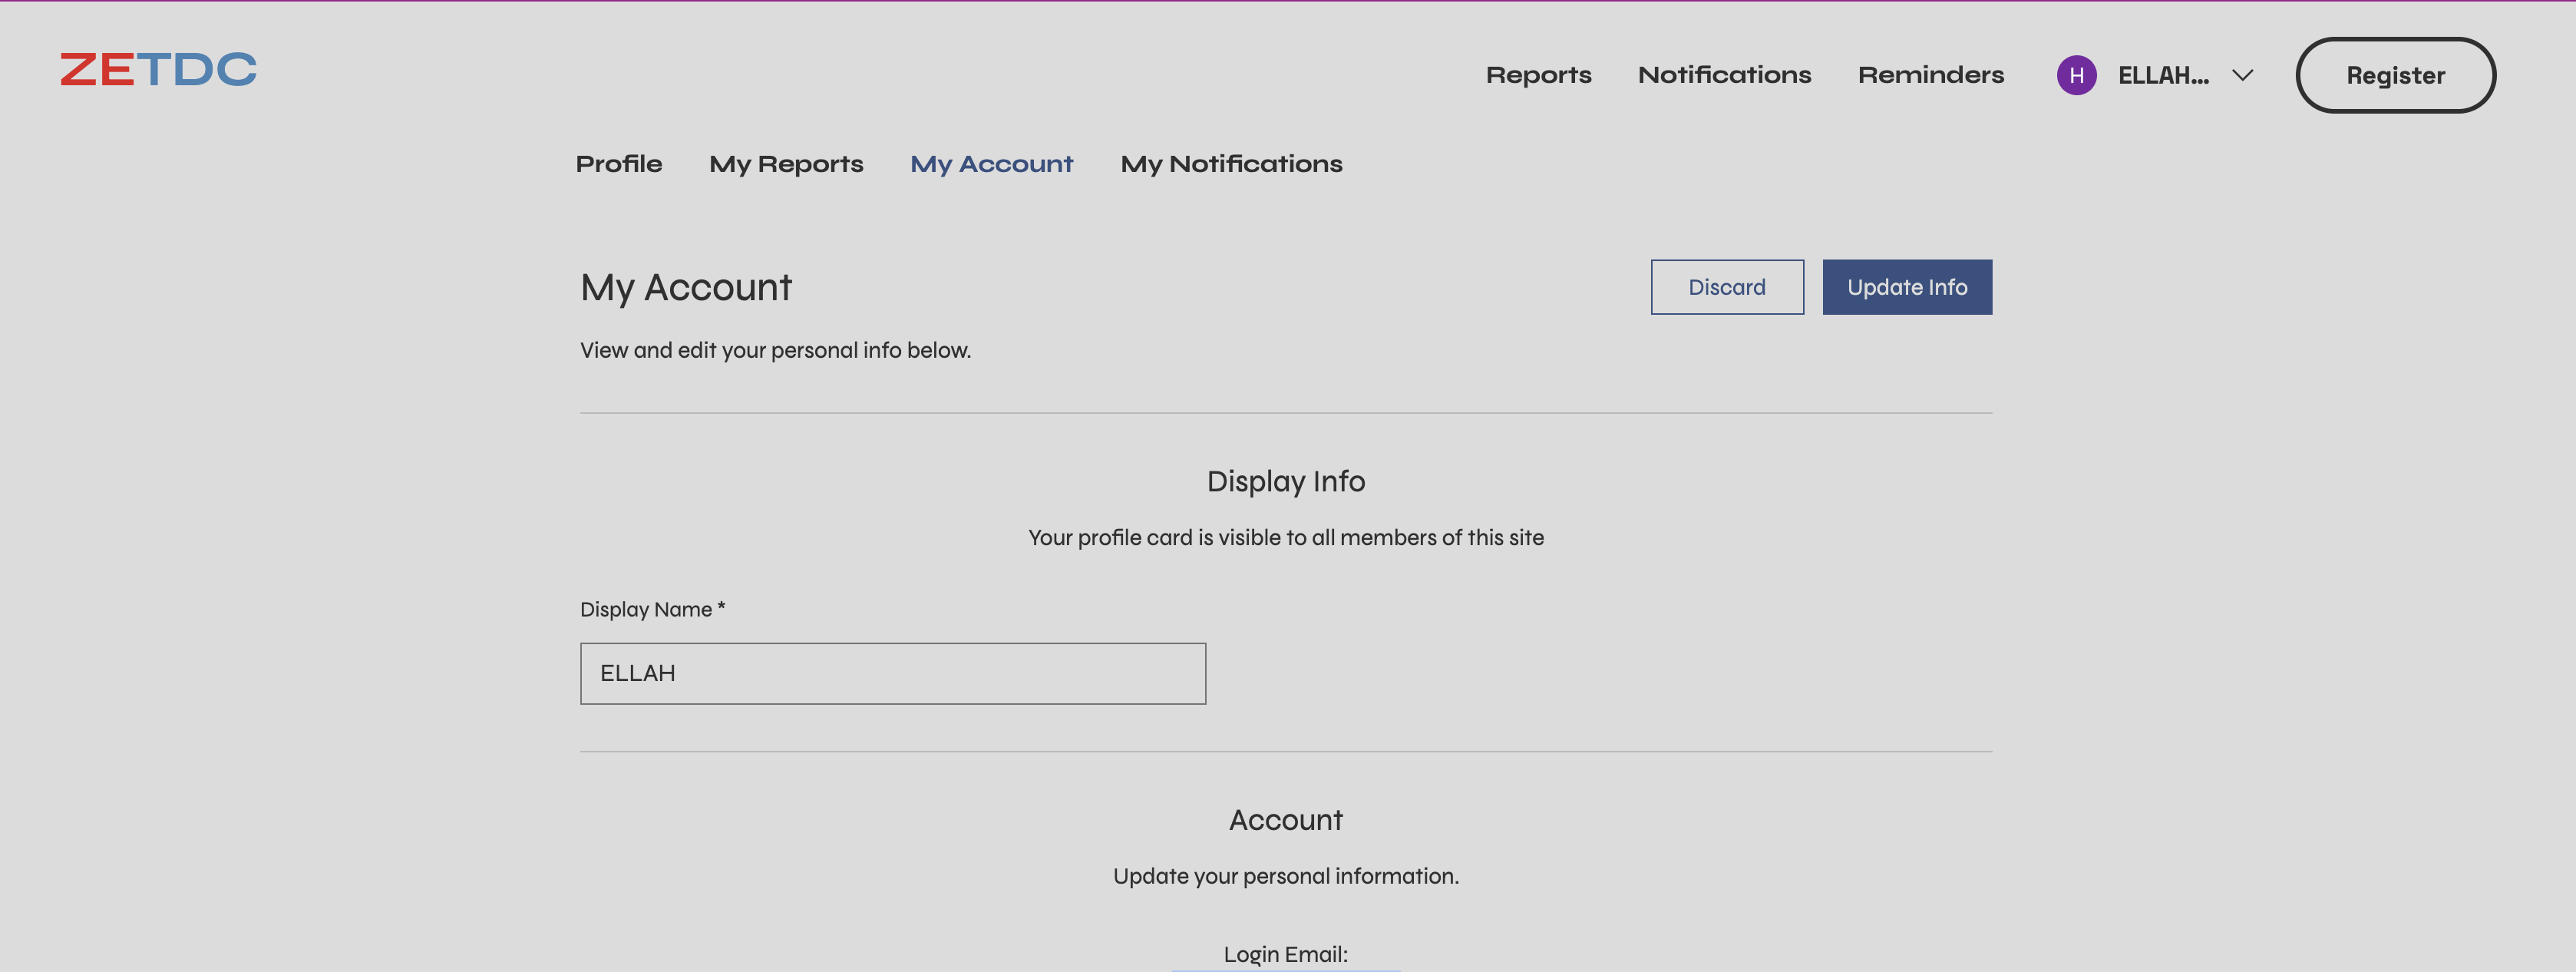 ZETDC
Reports Notifications Reminders H ELLAH... Register
Profile My Reports My Account My Notifications
My Account Discard Update Info
View and edit your personal info below.
Display Info
Your profile card is visible to all members of this site
Display Name *
ELLAH
Account
Update your personal information.
Login Email: